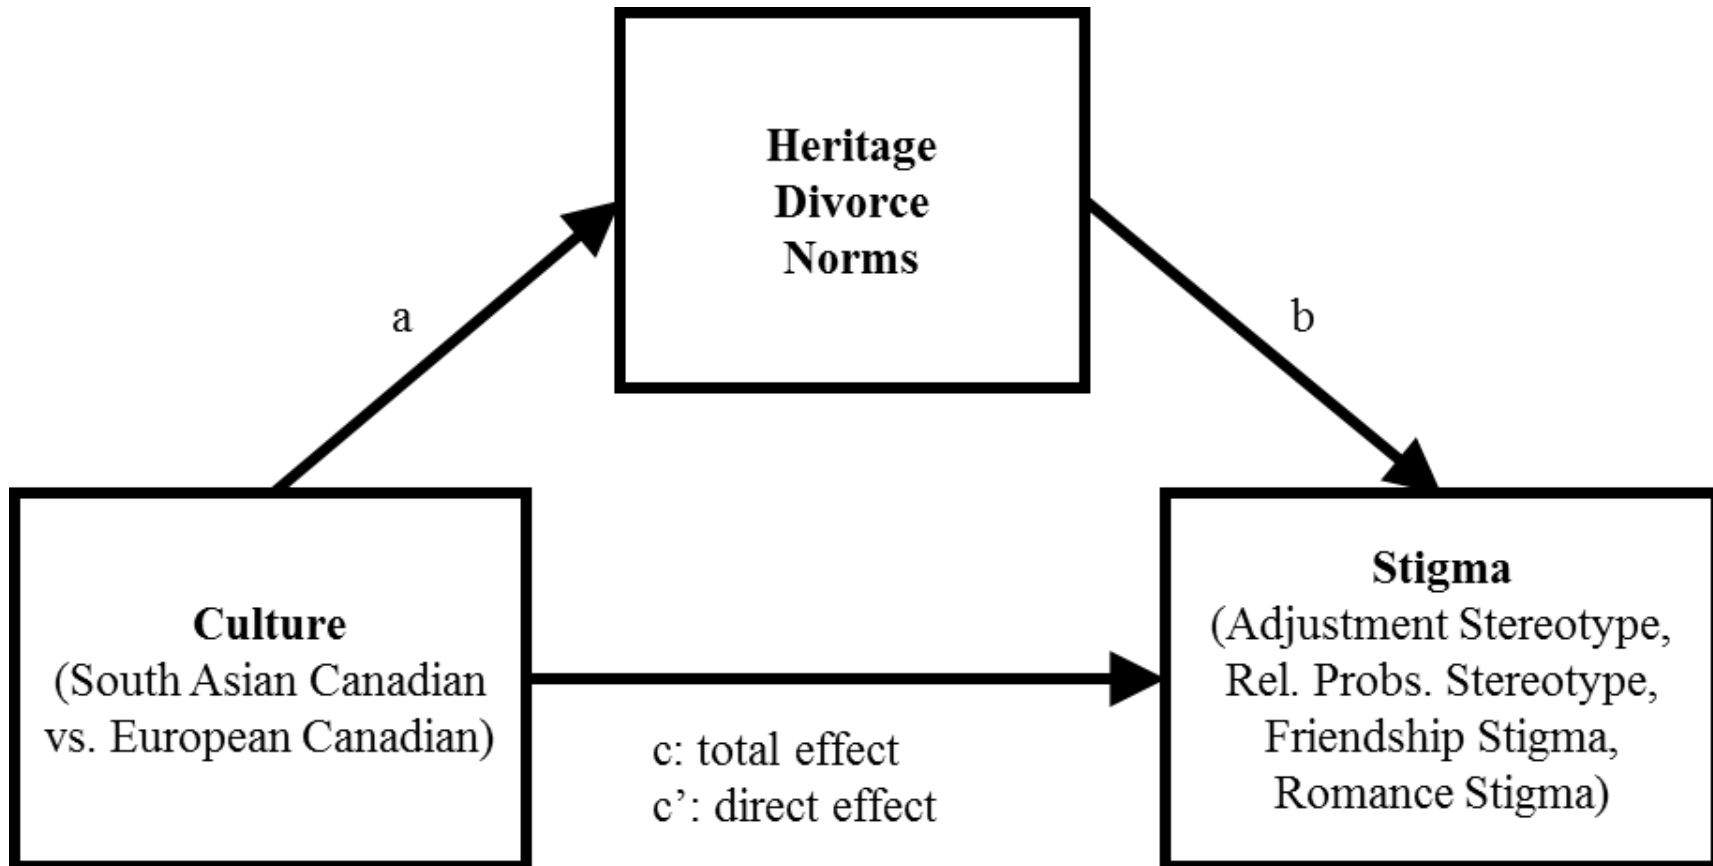 Heritage
Divorce
Norms
a
b
Culture
(South Asian Canadian
vs. European Canadian)
c: total effect
c’: direct effect
Stigma
(Adjustment Stereotype,
Rel. Probs. Stereotype,
Friendship Stigma,
Romance Stigma)